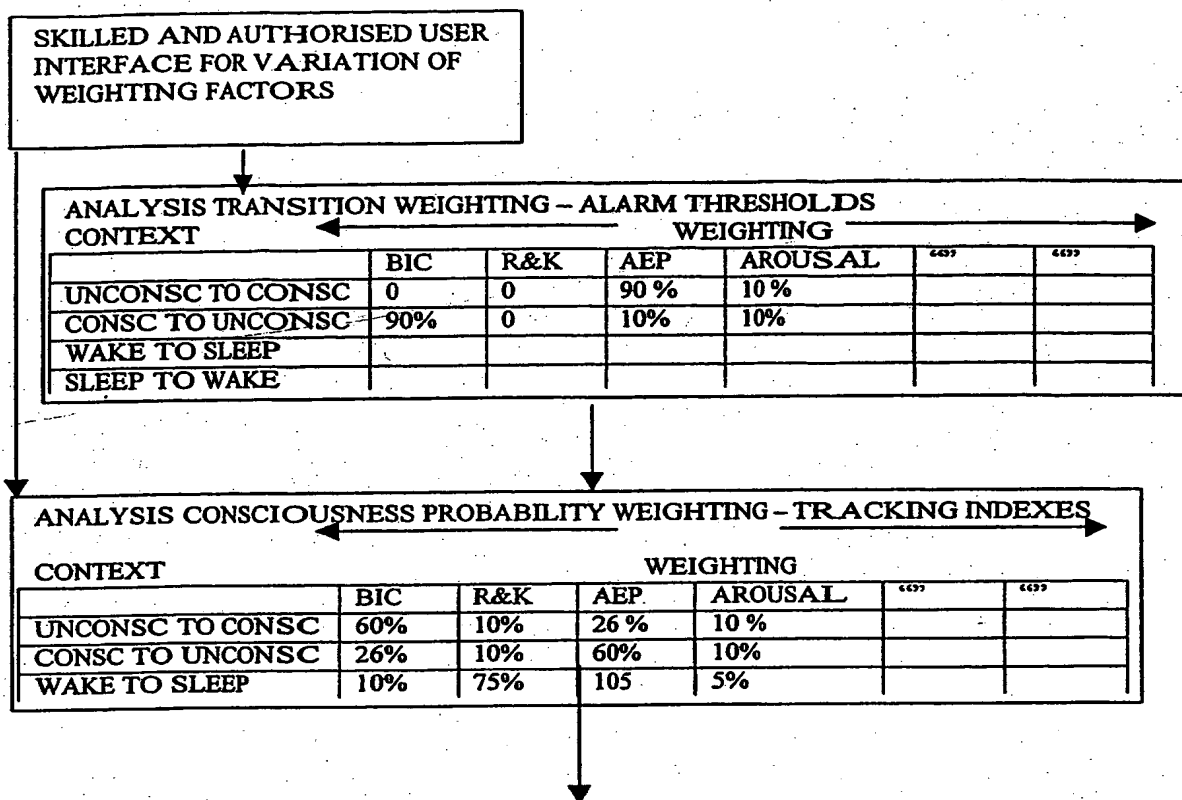 SKILLED AND AUTHORISED USER
INTERFACE FOR VARIATION OF
WEIGHTING FACTORS
ANALYSIS TRANSITION WEIGHTING – ALARM THRESHOLDS
CONTEXT WEIGHTING
BIC R&K AEP AROUSAL “” “”
UNCONSC TO CONSC 0 0 90 % 10 %
CONSC TO UNCONSC 90% 0 10% 10%
WAKE TO SLEEP
SLEEP TO WAKE
ANALYSIS CONSCIOUSNESS PROBABILITY WEIGHTING – TRACKING INDEXES
CONTEXT WEIGHTING
BIC R&K AEP AROUSAL “” “”
UNCONSC TO CONSC 60% 10% 26 % 10 %
CONSC TO UNCONSC 26% 10% 60% 10%
WAKE TO SLEEP 10% 75% 105 5%